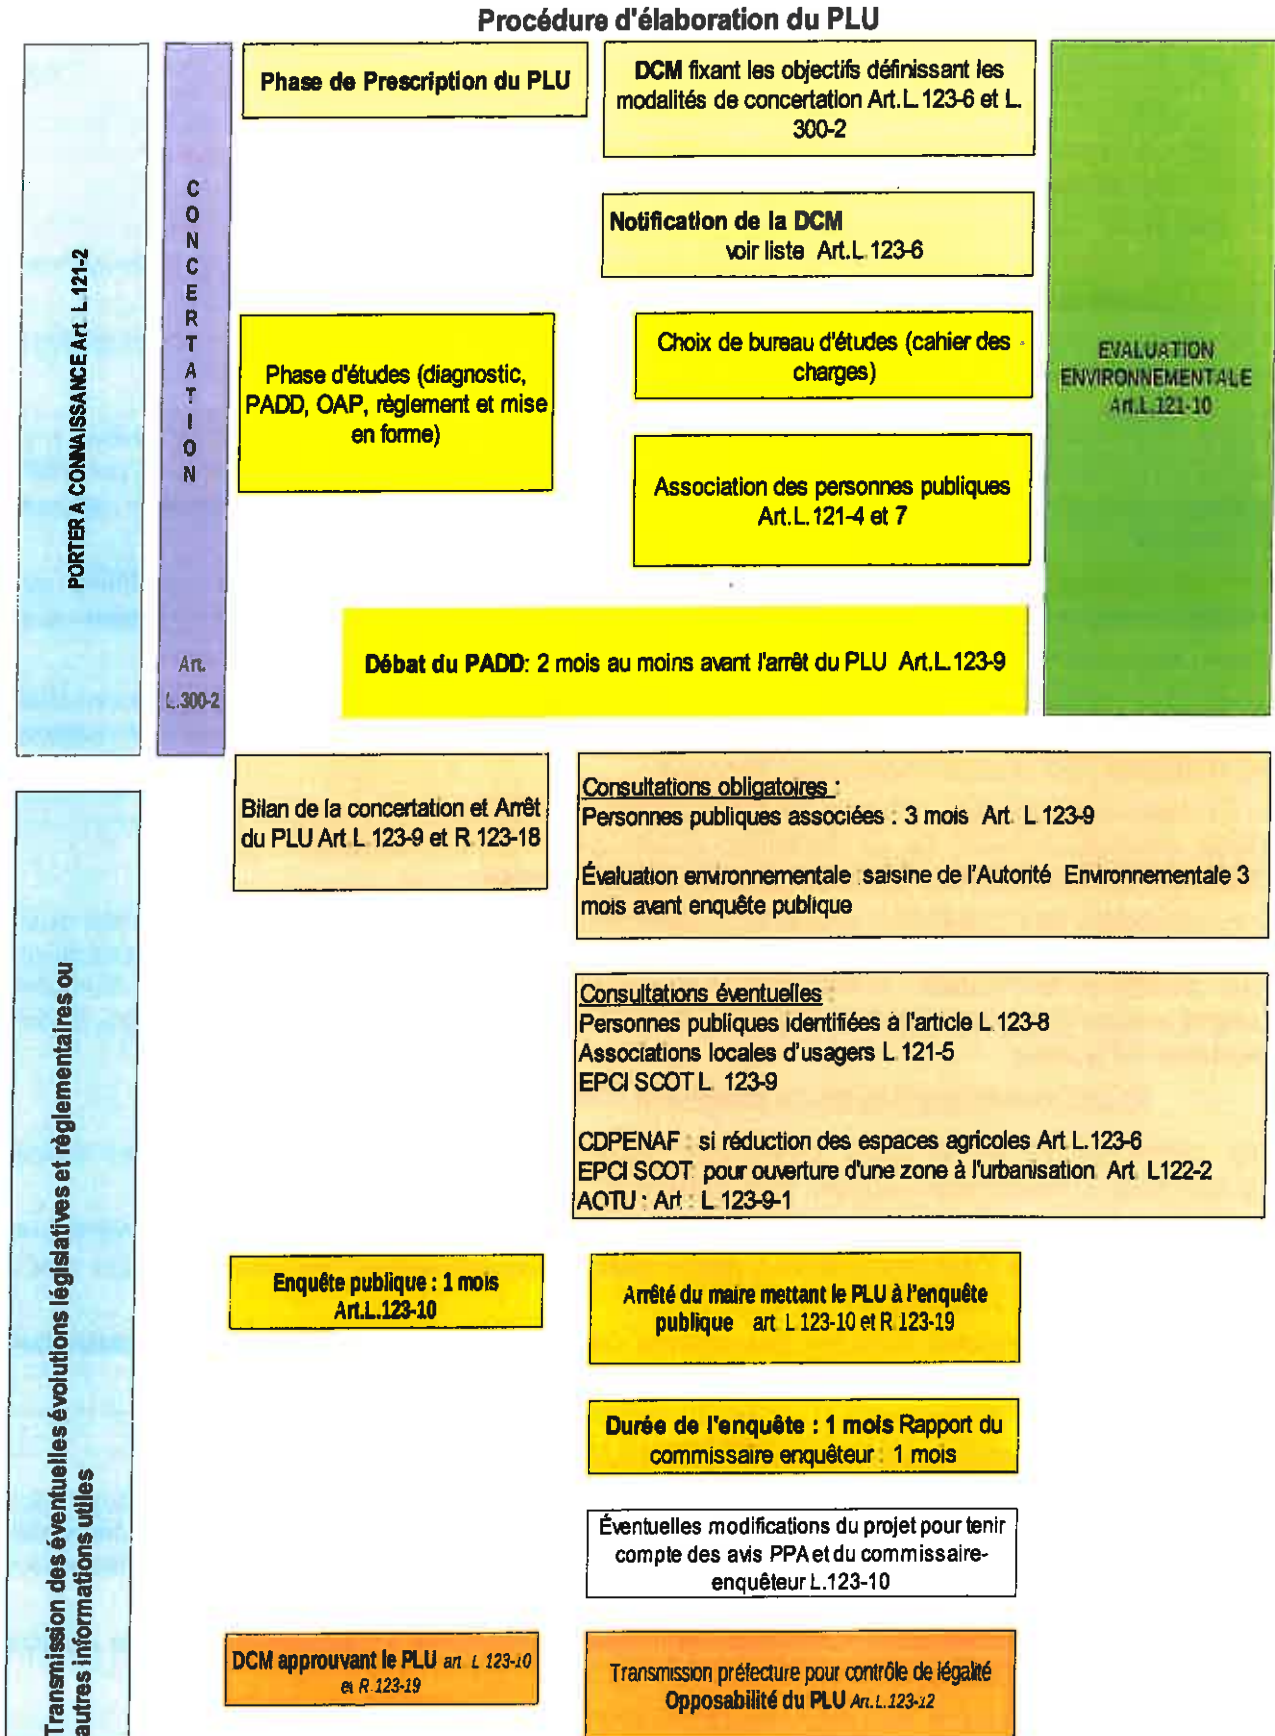 Procédure d'élaboration du PLU
PORTER A CONNAISSANCE Art L.121-2
CONCERTATION
Art.
L.300-2
Phase de Prescription du PLU
DCM fixant les objectifs définissant les
modalités de concertation Art.L.123-6 et L.
300-2
Notification de la DCM
voir liste Art.L.123-6
Phase d'études (diagnostic,
PADD, OAP, règlement et mise
en forme)
Choix de bureau d'études (cahier des
charges)
Association des personnes publiques
Art.L.121-4 et 7
EVALUATION
ENVIRONNEMENTALE
Art.L.121-10
Débat du PADD: 2 mois au moins avant l'arrêt du PLU Art.L.123-9
Transmission des éventuelles évolutions législatives et règlementaires ou
autres informations utiles
Bilan de la concertation et Arrêt
du PLU Art L 123-9 et R 123-18
Consultations obligatoires :
Personnes publiques associées : 3 mois Art. L 123-9
Évaluation environnementale saisine de l'Autorité Environnementale 3
mois avant enquête publique
Consultations éventuelles
Personnes publiques identifiées à l'article L 123-8
Associations locales d'usagers L 121-5
EPCI SCOT L 123-9
CDPENAF : si réduction des espaces agricoles Art L.123-6
EPCI SCOT pour ouverture d'une zone à l'urbanisation Art L122-2
AOTU : Art : L 123-9-1
Enquête publique : 1 mois
Art.L.123-10
Arrêté du maire mettant le PLU à l'enquête
publique art L 123-10 et R 123-19
Durée de l'enquête : 1 mois Rapport du
commissaire enquêteur : 1 mois
Éventuelles modifications du projet pour tenir
compte des avis PPA et du commissaire-
enquêteur L.123-10
DCM approuvant le PLU art L 123-10
et R 123-19
Transmission préfecture pour contrôle de légalité
Opposabilité du PLU Art.L.123-12